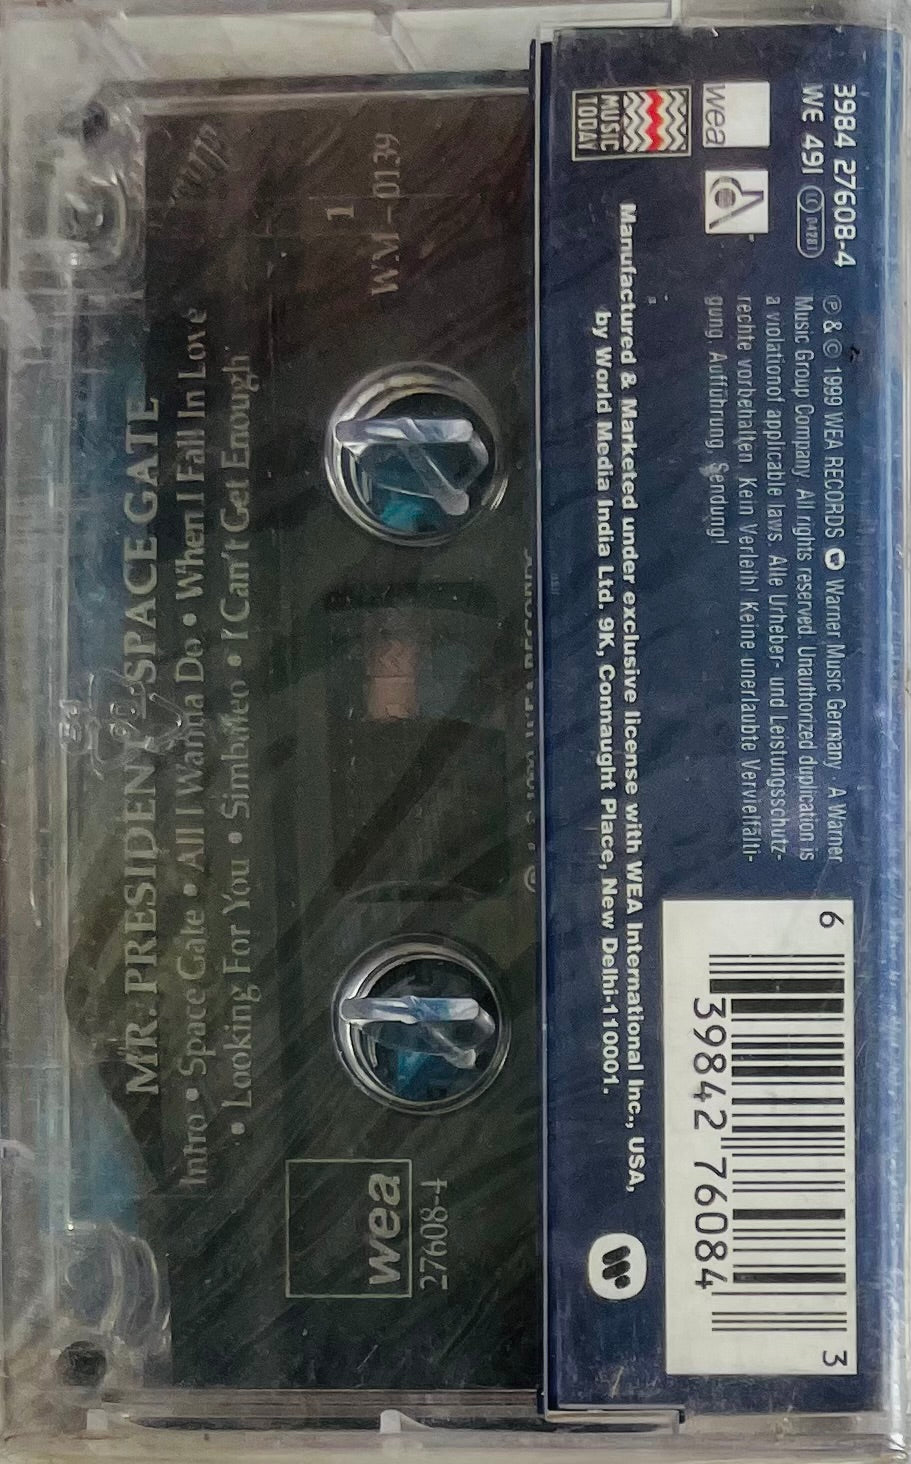 3984 27608-4
WE 491 LC 04281
wea
MUSIC
TODAY
℗ & © 1999 WEA RECORDS Warner Music Germany · A Warner
Music Group Company. All rights reserved. Unauthorized duplication is
a violationof applicable laws. Alle Urheber- und Leistungsschutz-
rechte vorbehalten. Kein Verleih! Keine unerlaubte Vervielfälti-
gung, Aufführung, Sendung!
Manufactured & Marketed under exclusive license with WEA International Inc., USA,
by World Media India Ltd. 9K, Connaught Place, New Delhi-110001.
6 39842 76084 3
MR. PRESIDENT-SPACE GATE
Intro • Space Gate • All I Wanna Do • When I Fall In Love
• Looking For You • Simbaleo • I Can't Get Enough
1
WM-0139
wea
27608-4